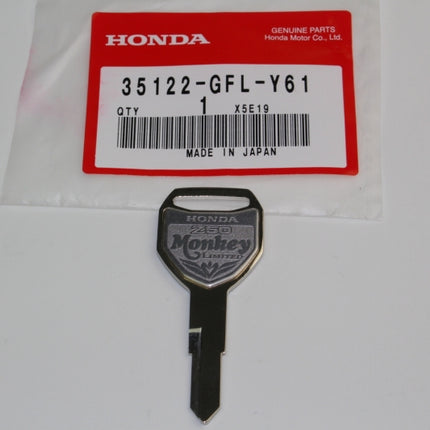 HONDA
GENUINE PARTS
Honda Motor Co., Ltd.
35122-GFL-Y61
QTY 1 X5E19
MADE IN JAPAN
HONDA
Z50
Monkey
LIMITED